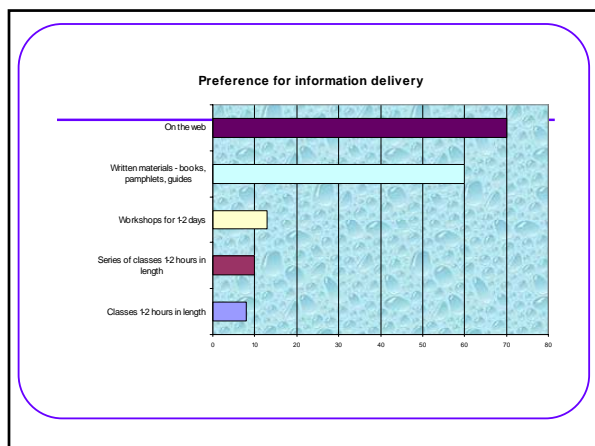 Preference for information delivery
On the web
Written materials - books,
pamphlets, guides
Workshops for 1-2 days
Series of classes 1-2 hours in
length
Classes 1-2 hours in length
0 10 20 30 40 50 60 70 80